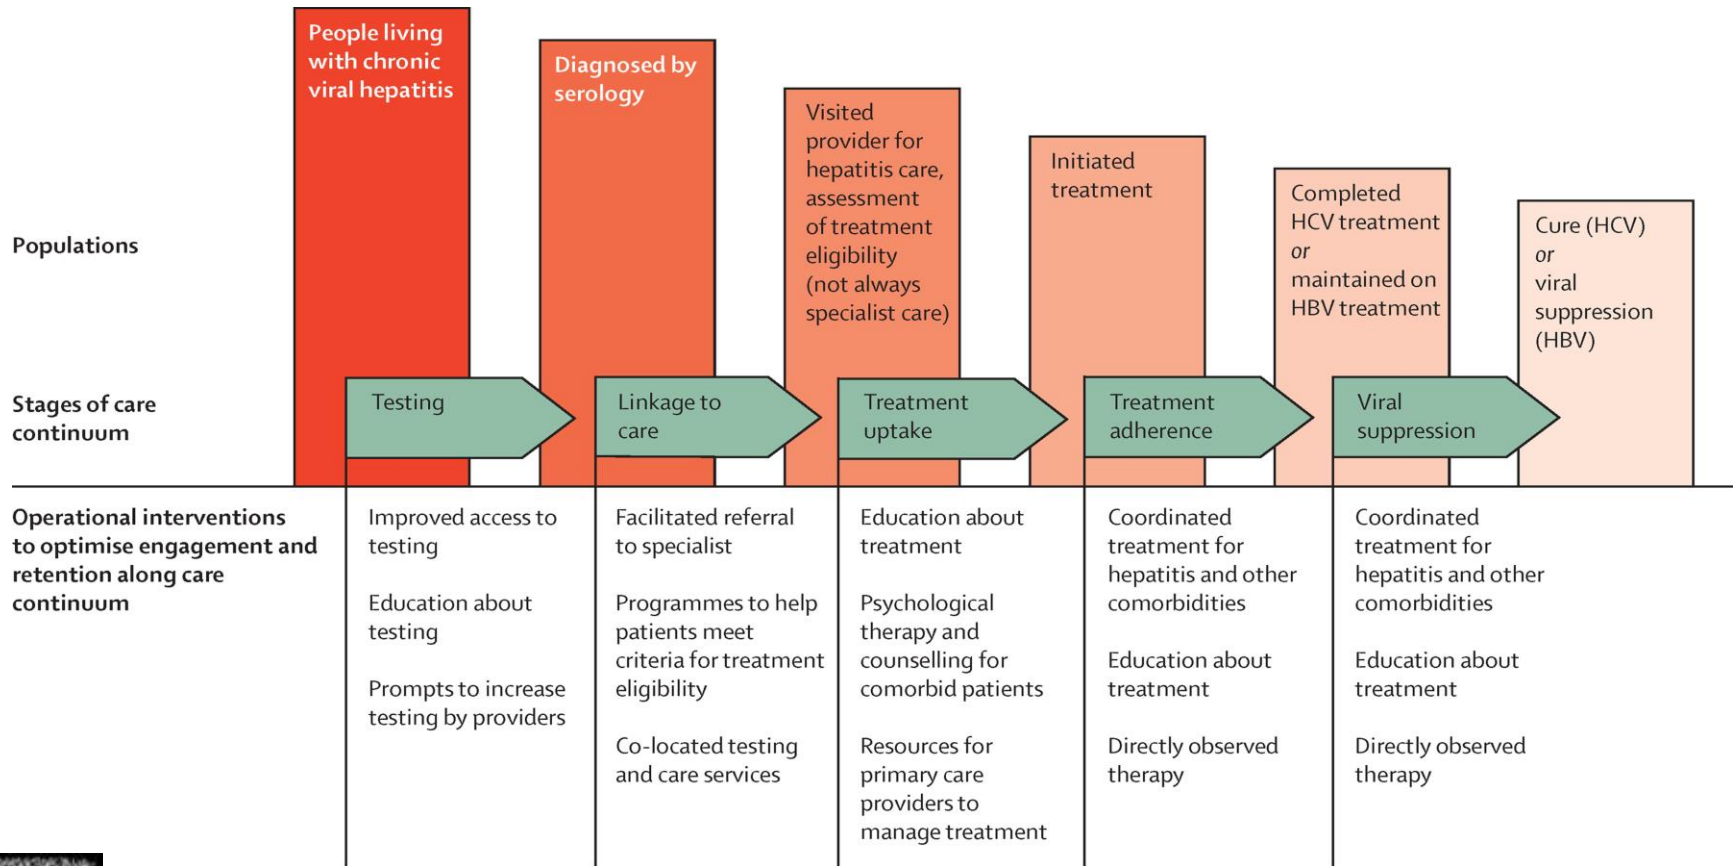 People living
with chronic
viral hepatitis
Diagnosed by
serology
Visited
provider for
hepatitis care,
assessment
of treatment
eligibility
(not always
specialist care)
Initiated
treatment
Completed
HCV treatment
or
maintained on
HBV treatment
Cure (HCV)
or
viral
suppression
(HBV)
Populations
Stages of care
continuum
Testing
Linkage to
care
Treatment
uptake
Treatment
adherence
Viral
suppression
Operational interventions
to optimise engagement and
retention along care
continuum
Improved access to
testing
Education about
testing
Prompts to increase
testing by providers
Facilitated referral
to specialist
Programmes to help
patients meet
criteria for treatment
eligibility
Co-located testing
and care services
Education about
treatment
Psychological
therapy and
counselling for
comorbid patients
Resources for
primary care
providers to
manage treatment
Coordinated
treatment for
hepatitis and other
comorbidities
Education about
treatment
Directly observed
therapy
Coordinated
treatment for
hepatitis and other
comorbidities
Education about
treatment
Directly observed
therapy